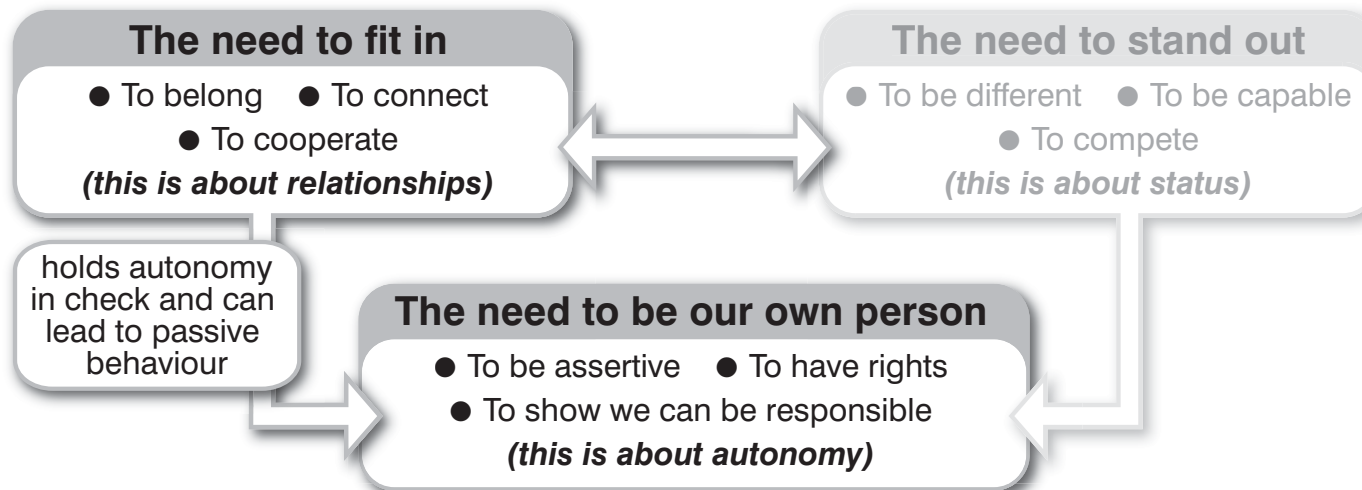 The need to fit in
● To belong ● To connect
● To cooperate
(this is about relationships)
The need to stand out
● To be different ● To be capable
● To compete
(this is about status)
holds autonomy
in check and can
lead to passive
behaviour
The need to be our own person
● To be assertive ● To have rights
● To show we can be responsible
(this is about autonomy)